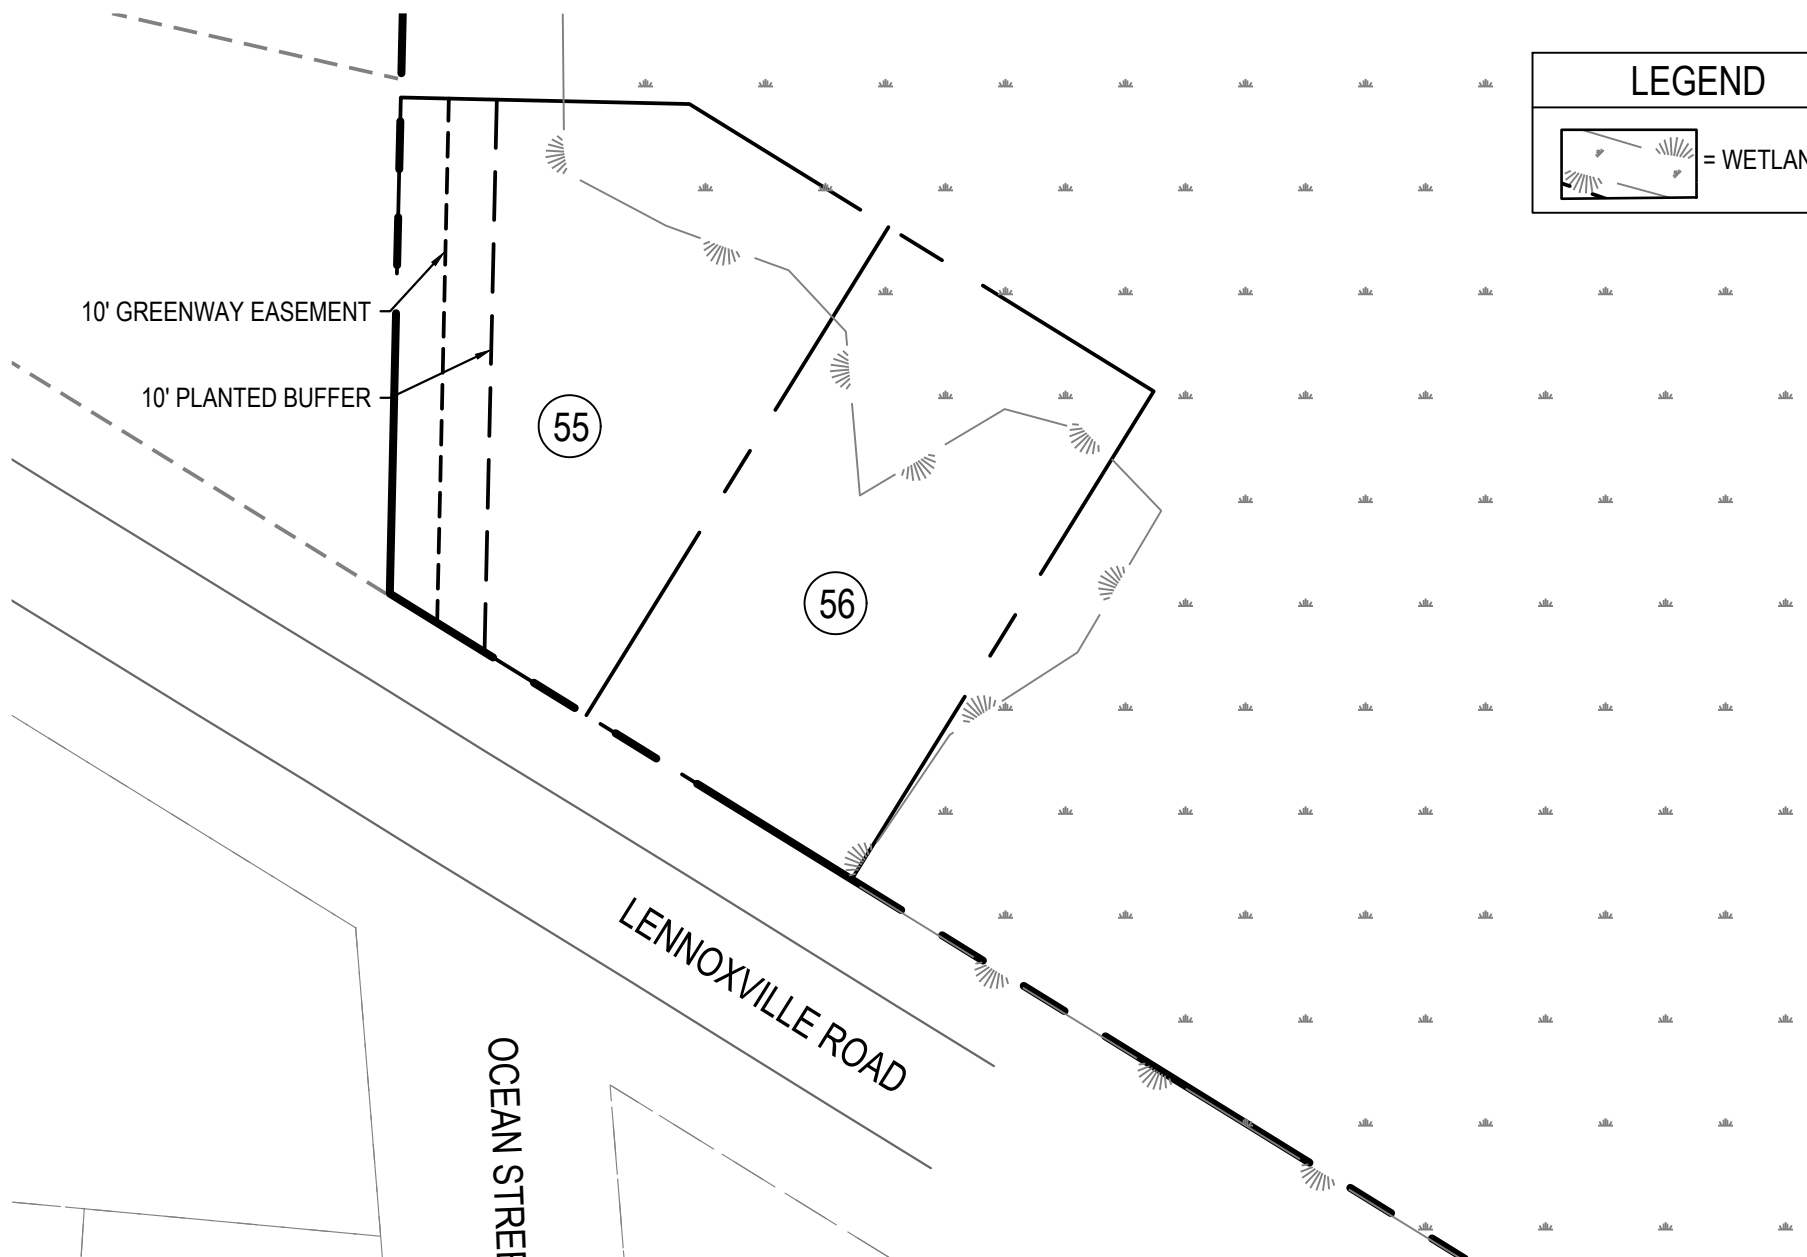 LEGEND
= WETLAN
10' GREENWAY EASEMENT
10' PLANTED BUFFER
55
56
LENNOXVILLE ROAD
OCEAN STREE